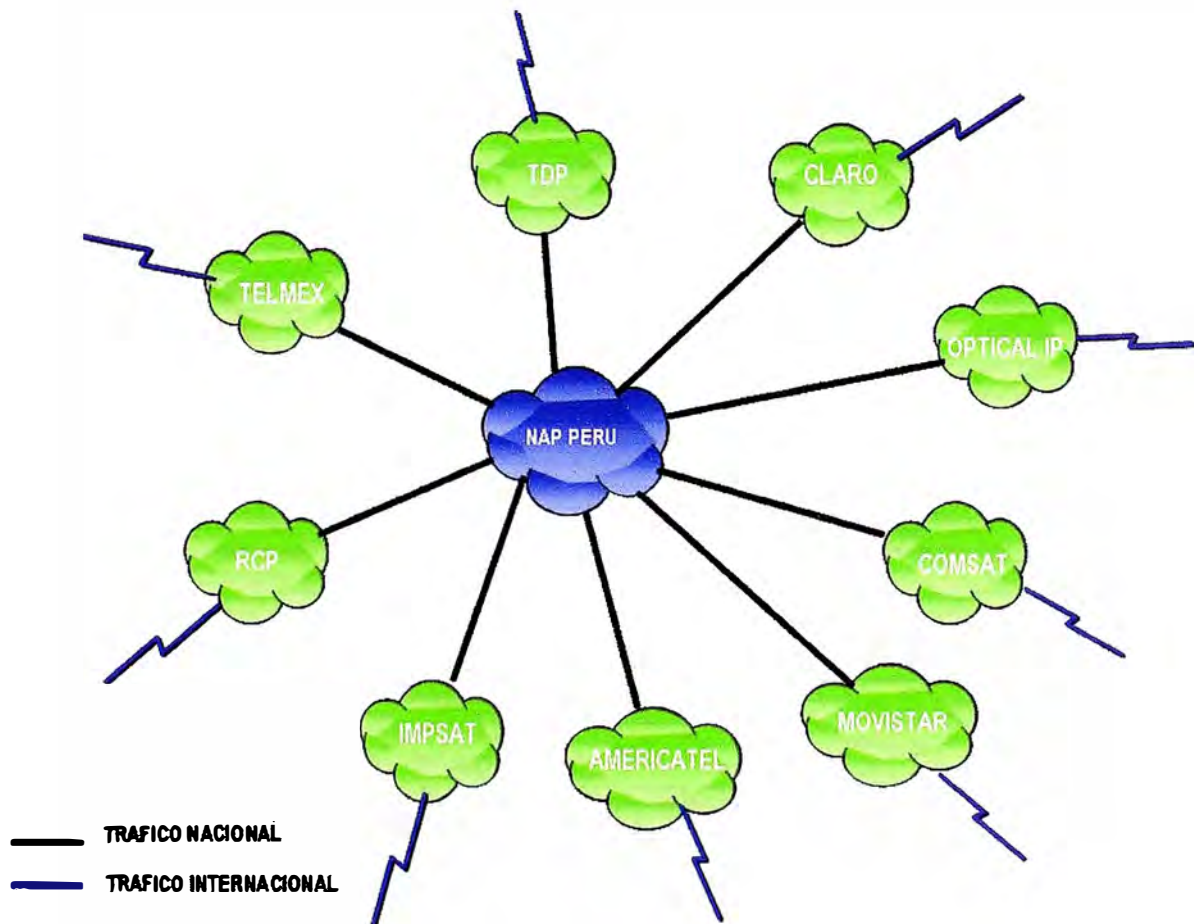 TDP
CLARO
TELMEX
OPTICAL IP
NAP PERU
RCP
COMSAT
IMPSAT
AMERICATEL
MOVISTAR
TRAFICO NACIONAL
TRAFICO INTERNACIONAL